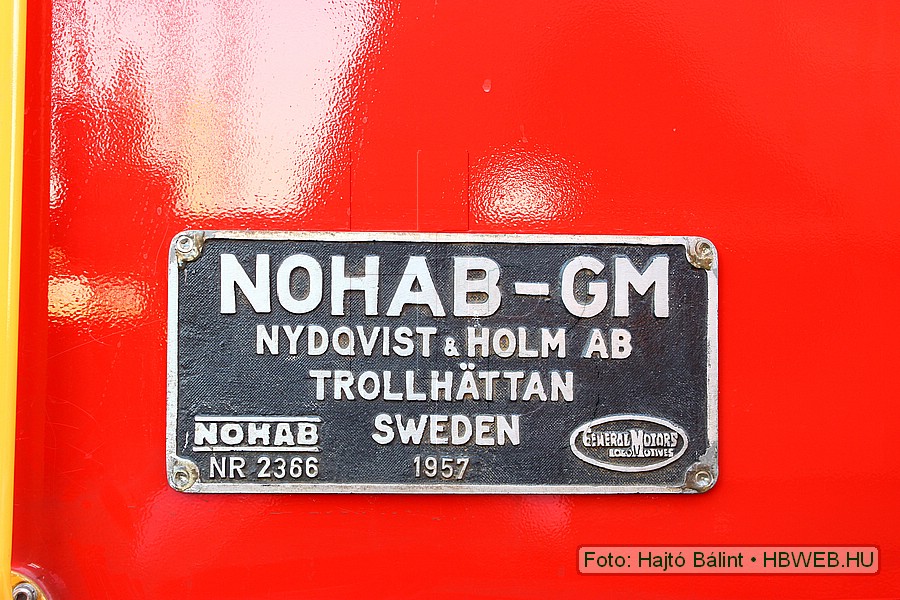 NOHAB-GM
NYDQVIST & HOLM AB
TROLLHÄTTAN
SWEDEN
NOHAB
NR 2366
1957
GENERAL MOTORS
LOCOMOTIVES
Foto: Hajtó Bálint • HBWEB.HU